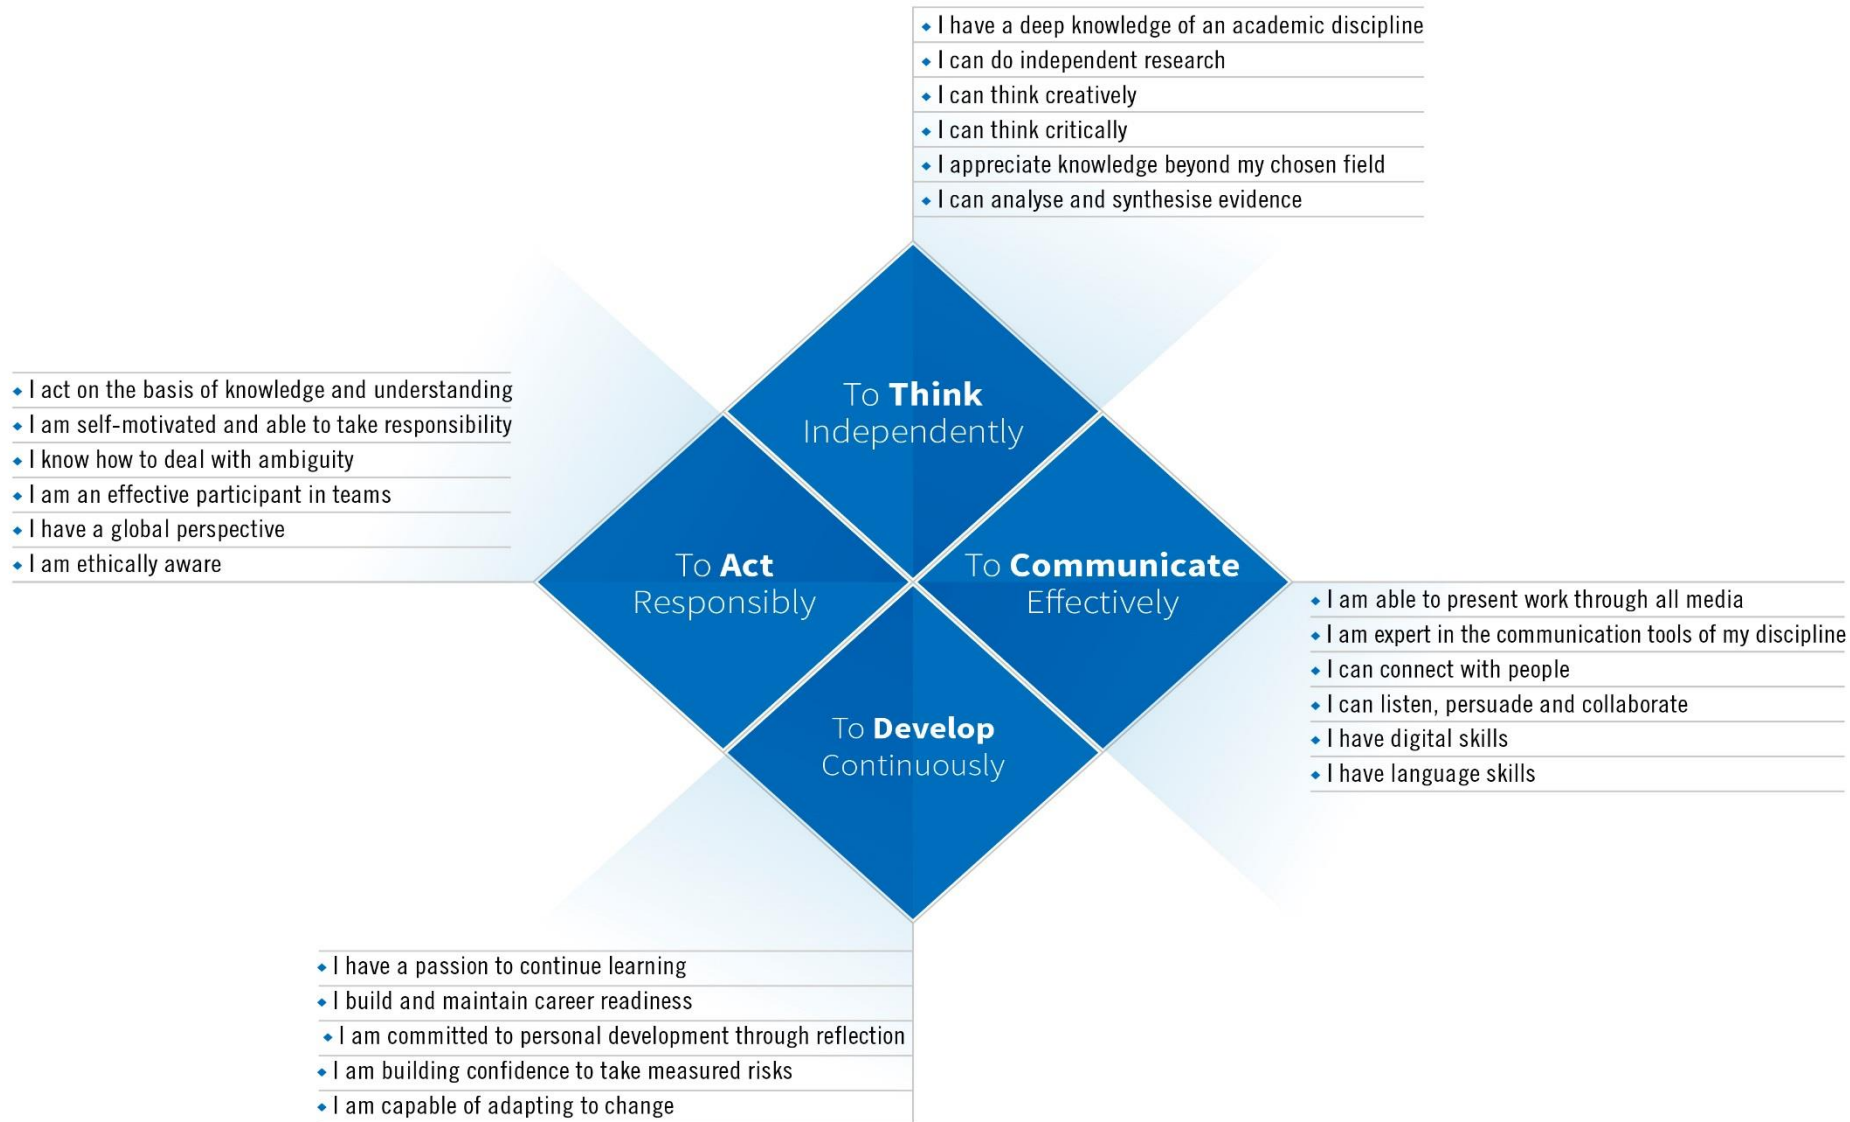 I have a deep knowledge of an academic discipline
I can do independent research
I can think creatively
I can think critically
I appreciate knowledge beyond my chosen field
I can analyse and synthesise evidence
To Think
Independently
I act on the basis of knowledge and understanding
I am self-motivated and able to take responsibility
I know how to deal with ambiguity
I am an effective participant in teams
I have a global perspective
I am ethically aware
To Act
Responsibly
To Communicate
Effectively
I am able to present work through all media
I am expert in the communication tools of my discipline
I can connect with people
I can listen, persuade and collaborate
I have digital skills
I have language skills
To Develop
Continuously
I have a passion to continue learning
I build and maintain career readiness
I am committed to personal development through reflection
I am building confidence to take measured risks
I am capable of adapting to change